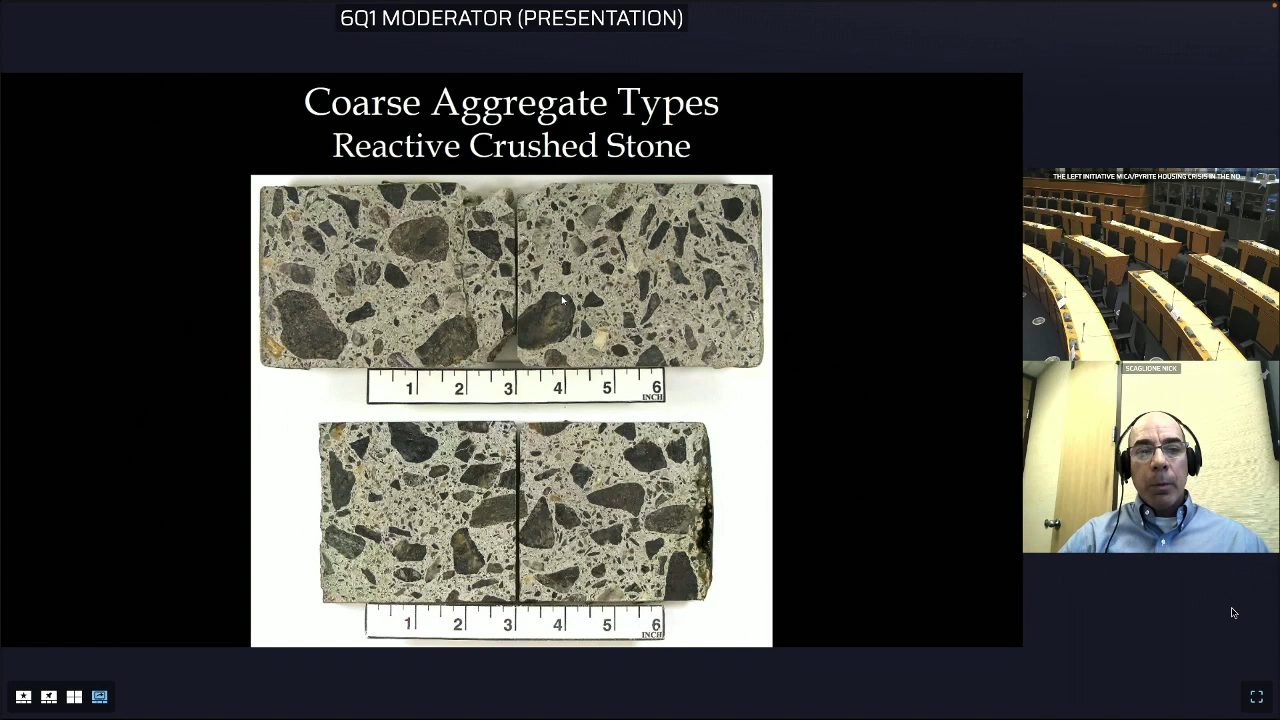 6Q1 MODERATOR (PRESENTATION)
Coarse Aggregate Types
Reactive Crushed Stone
THE LEFT INITIATIVE MICA/PYRITE HOUSING CRISIS IN THE NO...
1 2 3 4 5 6
INCH
SCAGLIONE NICK
1 2 3 4 5 6
INCH